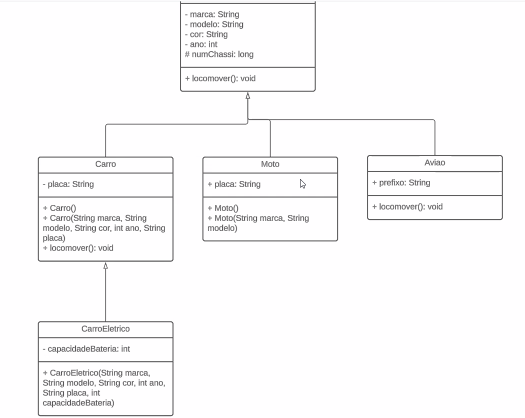 - marca: String
- modelo: String
- cor: String
- ano: int
# numChassi: long
+ locomover(): void
Carro
- placa: String
+ Carro()
+ Carro(String marca, String
modelo, String cor, int ano, String
placa)
+ locomover(): void
Moto
+ placa: String
+ Moto()
+ Moto(String marca, String
modelo)
Aviao
+ prefixo: String
+ locomover(): void
CarroEletrico
- capacidadeBateria: int
+ CarroEletrico(String marca,
String modelo, String cor, int ano,
String placa, int
capacidadeBateria)